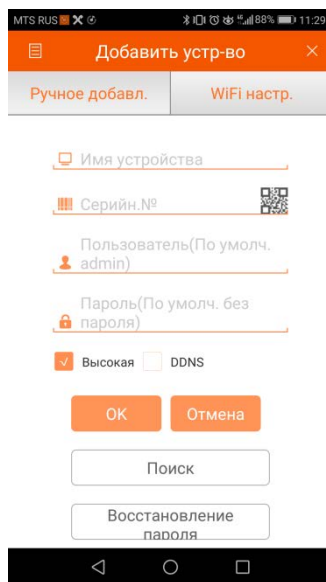 MTS RUS 88% 11:29
Добавить устр-во
Ручное добавл. WiFi настр.
Имя устройства
Серийн.№
Пользователь(По умолч.
admin)
Пароль(По умолч. без
пароля)
Высокая DDNS
OK Отмена
Поиск
Восстановление
пароля